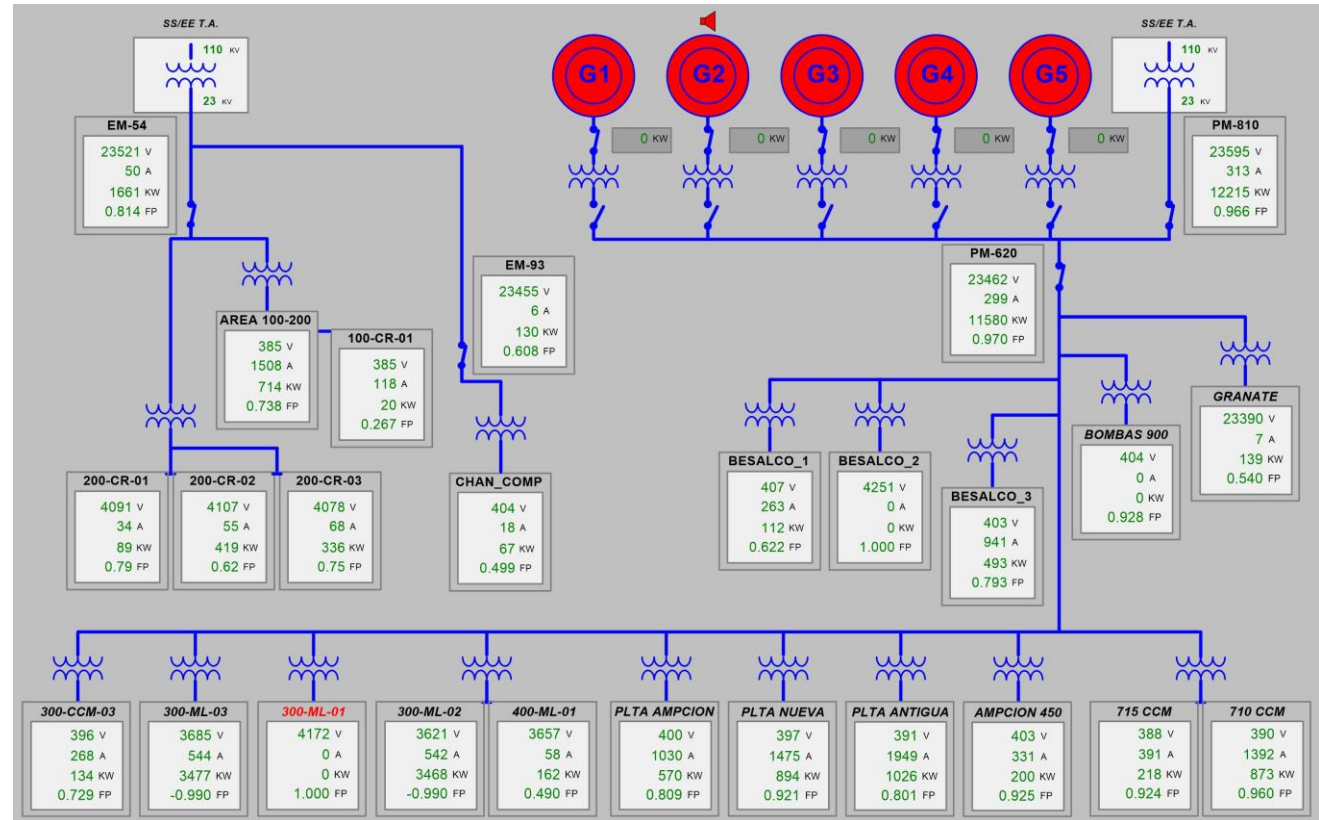 SS/EE T.A.
110 KV
23 KV
G1
G2
G3
G4
G5
SS/EE T.A.
110 KV
23 KV
0 KW
0 KW
0 KW
0 KW
0 KW
EM-54
23521 V
50 A
1661 KW
0.814 FP
PM-810
23595 V
313 A
12215 KW
0.966 FP
EM-93
23455 V
6 A
130 KW
0.608 FP
PM-620
23462 V
299 A
11580 KW
0.970 FP
AREA 100-200
385 V
1508 A
714 KW
0.738 FP
100-CR-01
385 V
118 A
20 KW
0.267 FP
GRANATE
23390 V
7 A
139 KW
0.540 FP
BOMBAS 900
404 V
0 A
0 KW
0.928 FP
200-CR-01
4091 V
34 A
89 KW
0.79 FP
200-CR-02
4107 V
55 A
419 KW
0.62 FP
200-CR-03
4078 V
68 A
336 KW
0.75 FP
CHAN_COMP
404 V
18 A
67 KW
0.499 FP
BESALCO_1
407 V
263 A
112 KW
0.622 FP
BESALCO_2
4251 V
0 A
0 KW
1.000 FP
BESALCO_3
403 V
941 A
493 KW
0.793 FP
300-CCM-03
396 V
268 A
134 KW
0.729 FP
300-ML-03
3685 V
544 A
3477 KW
-0.990 FP
300-ML-01
4172 V
0 A
0 KW
1.000 FP
300-ML-02
3621 V
542 A
3468 KW
-0.990 FP
400-ML-01
3657 V
58 A
162 KW
0.490 FP
PLTA AMPCION
400 V
1030 A
570 KW
0.809 FP
PLTA NUEVA
397 V
1475 A
894 KW
0.921 FP
PLTA ANTIGUA
391 V
1949 A
1026 KW
0.801 FP
AMPCION 450
403 V
331 A
200 KW
0.925 FP
715 CCM
388 V
391 A
218 KW
0.924 FP
710 CCM
390 V
1392 A
873 KW
0.960 FP